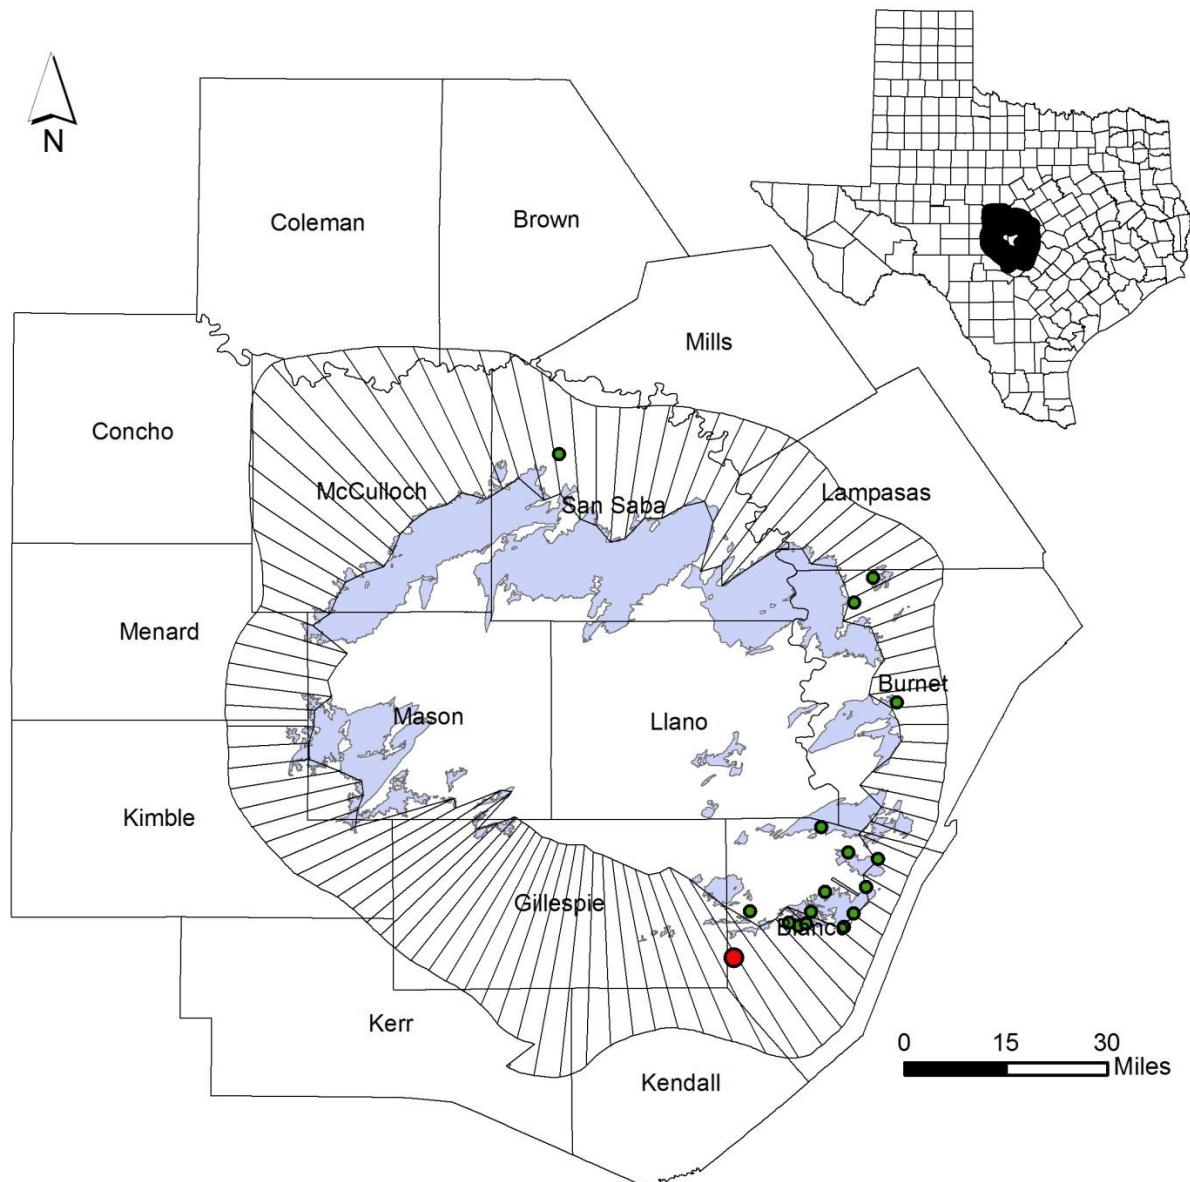 N
Coleman
Brown
Mills
Concho
McCulloch
San Saba
Lampasas
Menard
Mason
Llano
Burnet
Kimble
Gillespie
Blanco
Kerr
Kendall
0 15 30
Miles